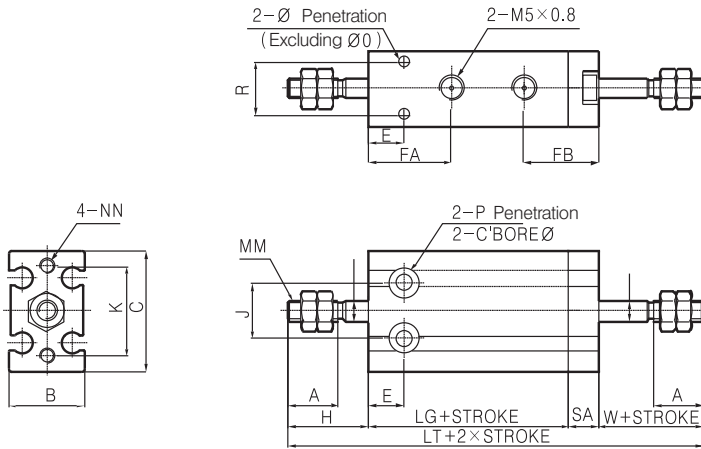 2-Ø Penetration
(Excluding Ø0)
2-M5×0.8
R
E
FA
FB
4-NN
2-P Penetration
2-C'BOREØ
MM
K
C
J
B
A
E
A
H
LG+STROKE
SA
W+STROKE
LT+2×STROKE